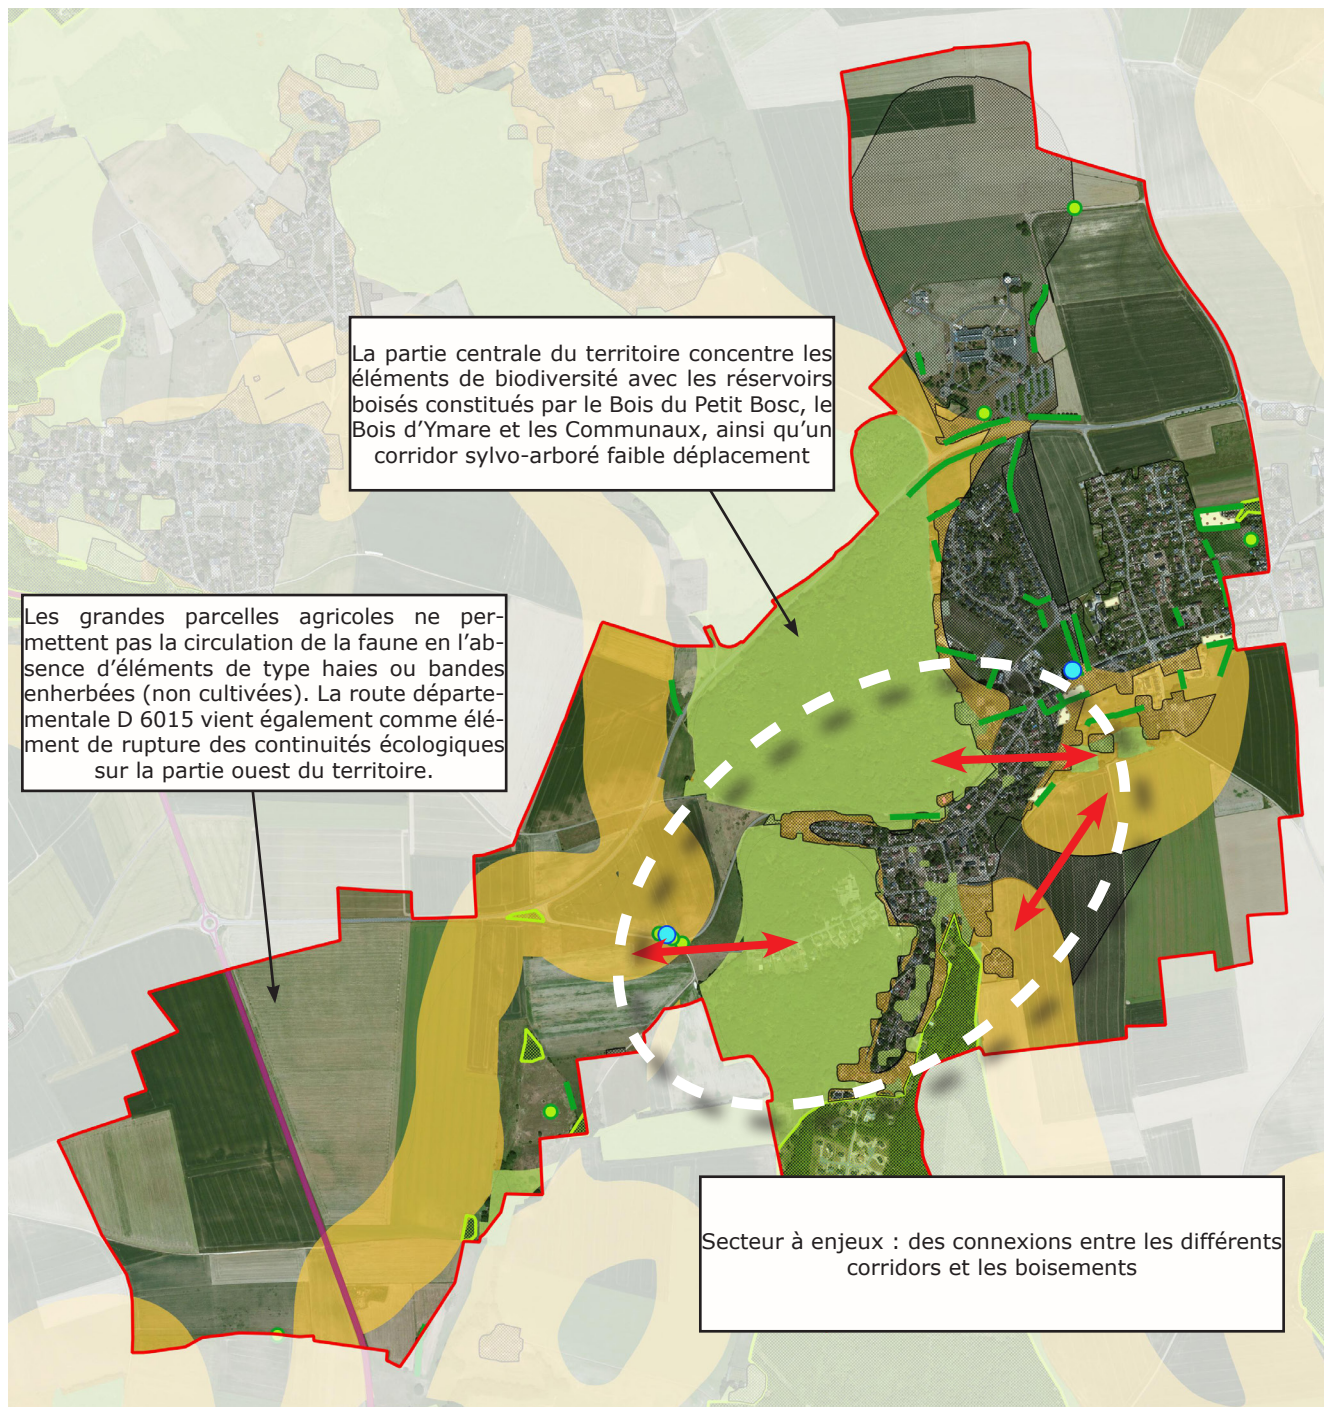 La partie centrale du territoire concentre les
éléments de biodiversité avec les réservoirs
boisés constitués par le Bois du Petit Bosc, le
Bois d’Ymare et les Communaux, ainsi qu’un
corridor sylvo-arboré faible déplacement
Les grandes parcelles agricoles ne per-
mettent pas la circulation de la faune en l’ab-
sence d’éléments de type haies ou bandes
enherbées (non cultivées). La route départe-
mentale D 6015 vient également comme élé-
ment de rupture des continuités écologiques
sur la partie ouest du territoire.
Secteur à enjeux : des connexions entre les différents
corridors et les boisements